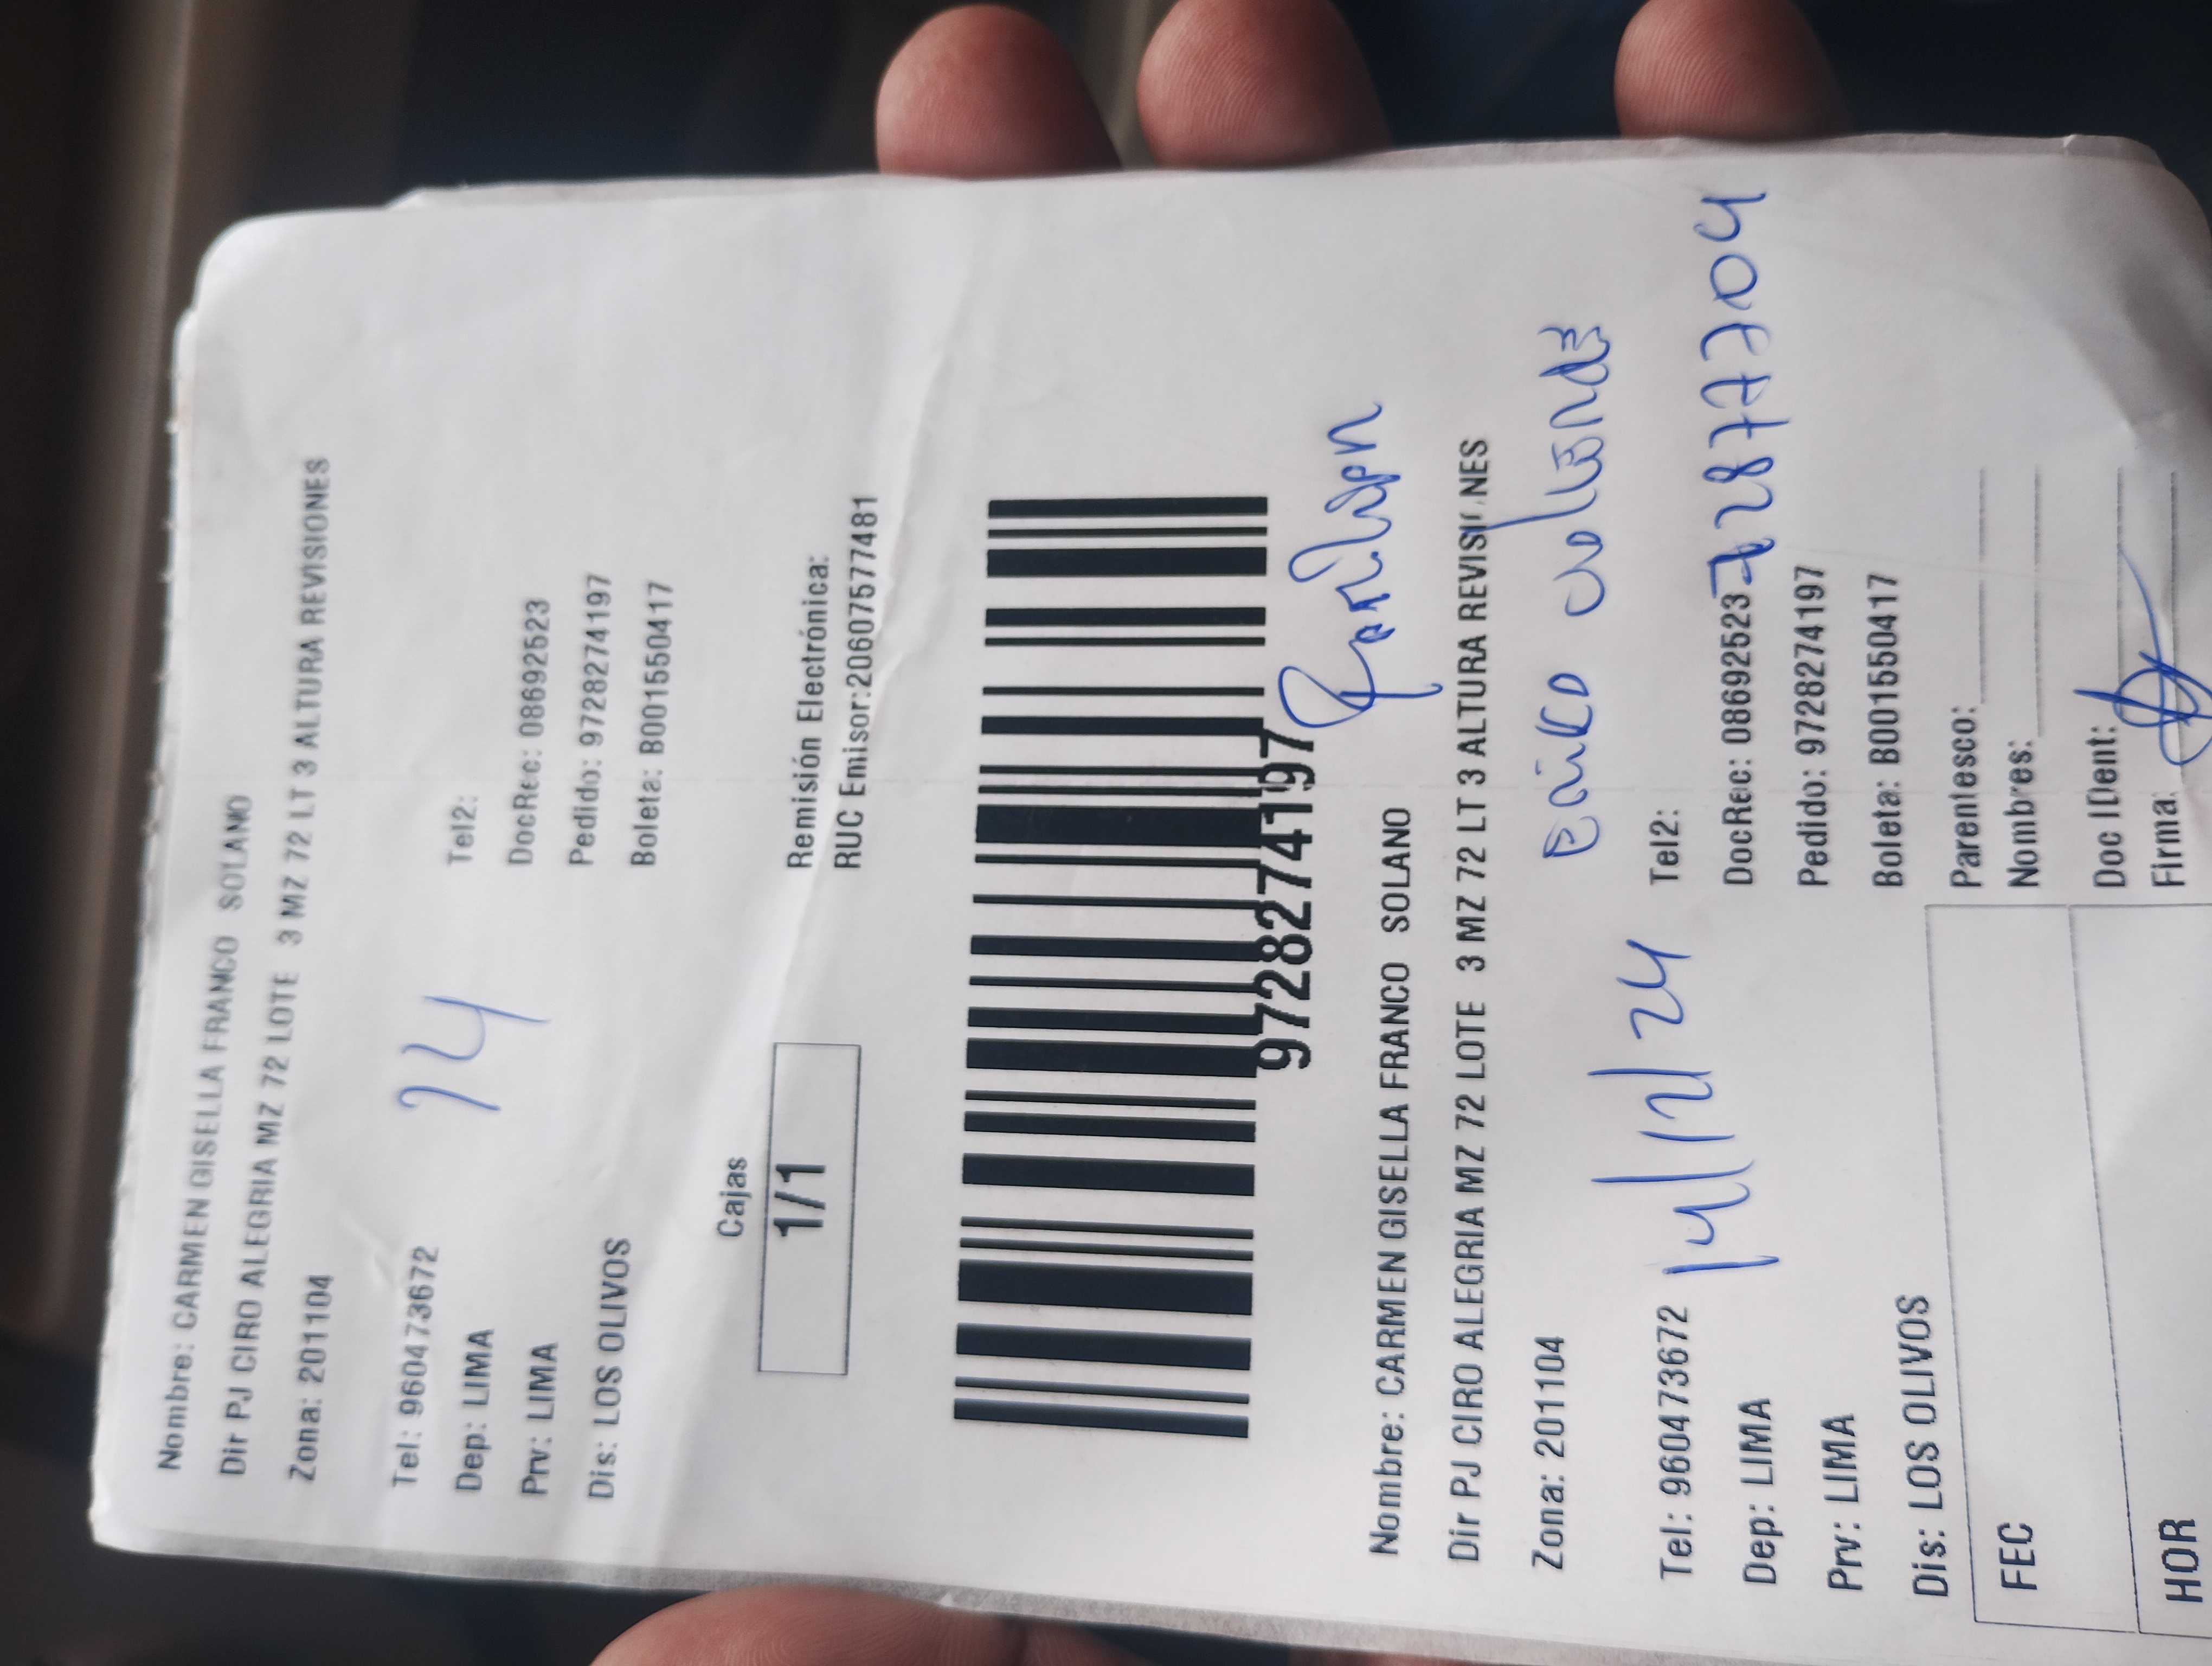 Nombre: CARMEN GISELLA FRANCO SOLANO
Dir PJ CIRO ALEGRIA MZ 72 LOTE 3 MZ 72 LT 3 ALTURA REVISIONES
Zona: 201104
74
Tel: 960473672 Tel2:
Dep: LIMA DocRec: 08692523
Prv: LIMA Pedido: 9728274197
Dis: LOS OLIVOS Boleta: B001550417
Cajas
1/1
Remisión Electrónica:
RUC Emisor:20607577481
9728274197
Nombre: CARMEN GISELLA FRANCO SOLANO
Dir PJ CIRO ALEGRIA MZ 72 LOTE 3 MZ 72 LT 3 ALTURA REVISIONES
Zona: 201104
Tel: 960473672 14/12/24 Tel2:
Dep: LIMA DocRec: 08692523 72877704
Prv: LIMA Pedido: 9728274197
Dis: LOS OLIVOS Boleta: B001550417
FEC
Parentesco:
Nombres:
HOR
Doc IDent:
Firma: